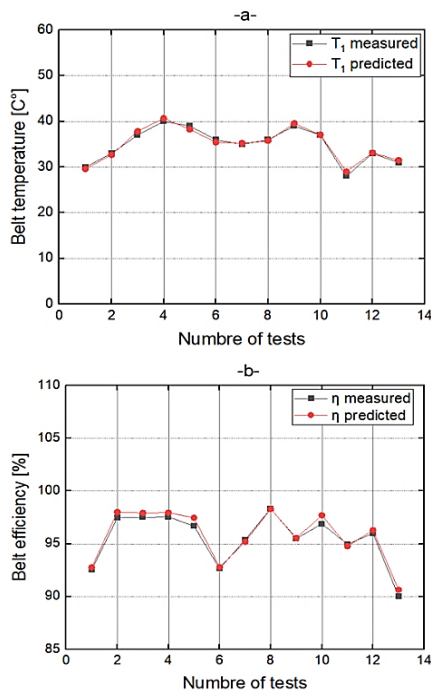 -a-
T₁ measured
T₁ predicted
Belt temperature [C°]
60
50
40
30
20
10
0
0 2 4 6 8 10 12 14
Numbre of tests
-b-
η measured
η predicted
Belt efficiency [%]
110
105
100
95
90
85
0 2 4 6 8 10 12 14
Numbre of tests